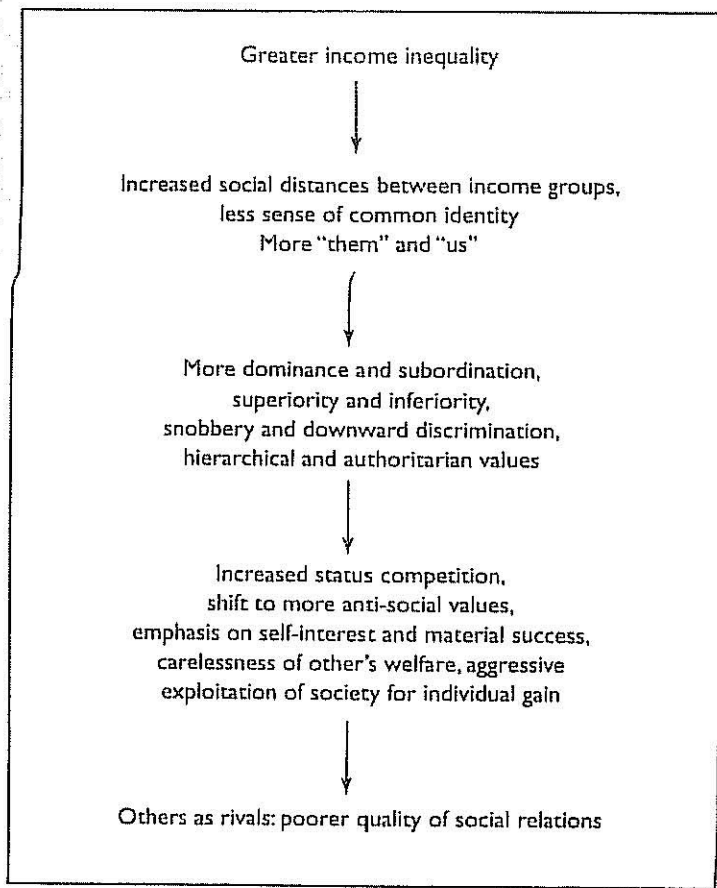 Greater income inequality
Increased social distances between income groups,
less sense of common identity
More "them" and "us"
More dominance and subordination,
superiority and inferiority,
snobbery and downward discrimination,
hierarchical and authoritarian values
Increased status competition,
shift to more anti-social values,
emphasis on self-interest and material success,
carelessness of other's welfare, aggressive
exploitation of society for individual gain
Others as rivals: poorer quality of social relations